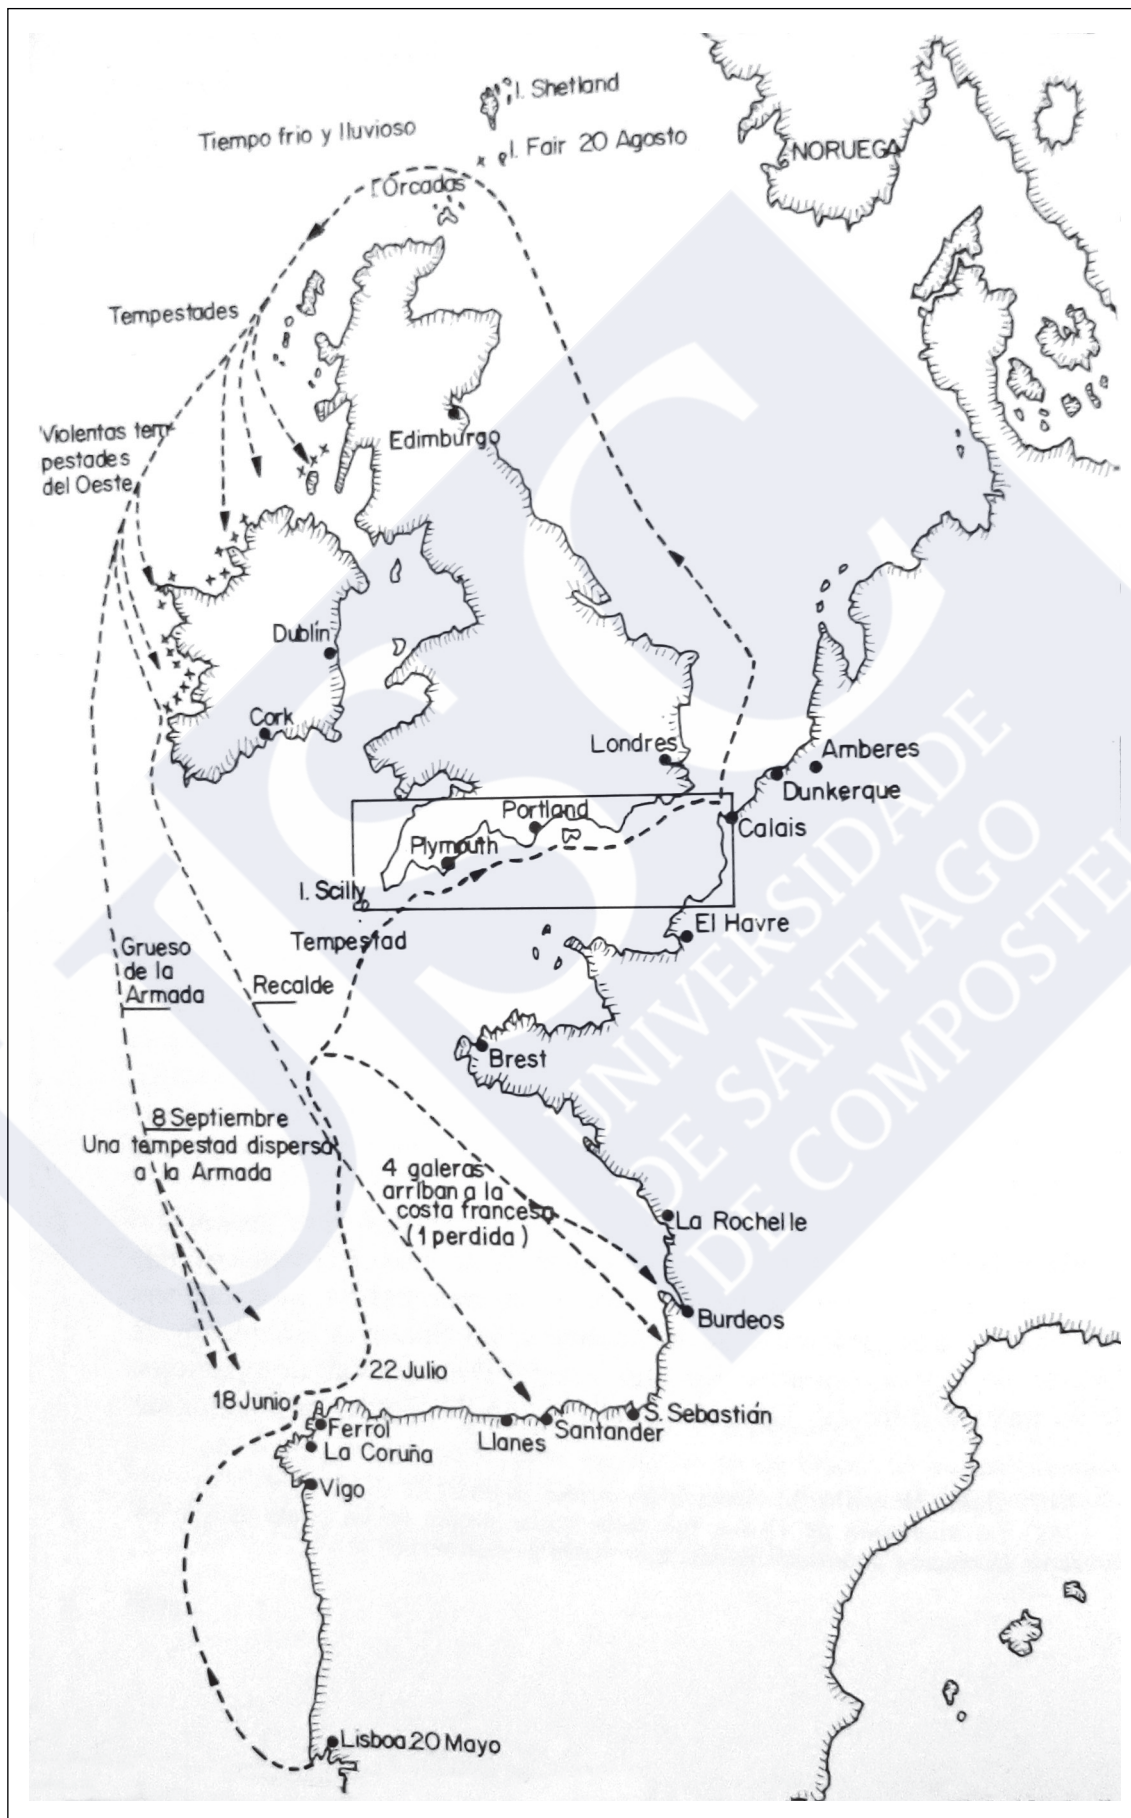 I. Shetland
Tiempo frio y lluvioso
I. Fair 20 Agosto
NORUEGA
I.Orcadas
Tempestades
Violentas tem-
pestades
del Oeste
Edimburgo
Dublín
Cork
Londres
Amberes
Dunkerque
Portland
Calais
Plymouth
I. Scilly
El Havre
Tempestad
Grueso
de la
Armada
Recalde
Brest
8 Septiembre
Una tempestad dispersa
a la Armada
4 galeras
arriban a la
costa francesa
(1 perdida)
La Rochelle
Burdeos
22 Julio
18 Junio
Ferrol
Llanes
Santander
S. Sebastián
La Coruña
Vigo
Lisboa 20 Mayo
USC
UNIVERSIDADE
DE SANTIAGO
DE COMPOSTEL